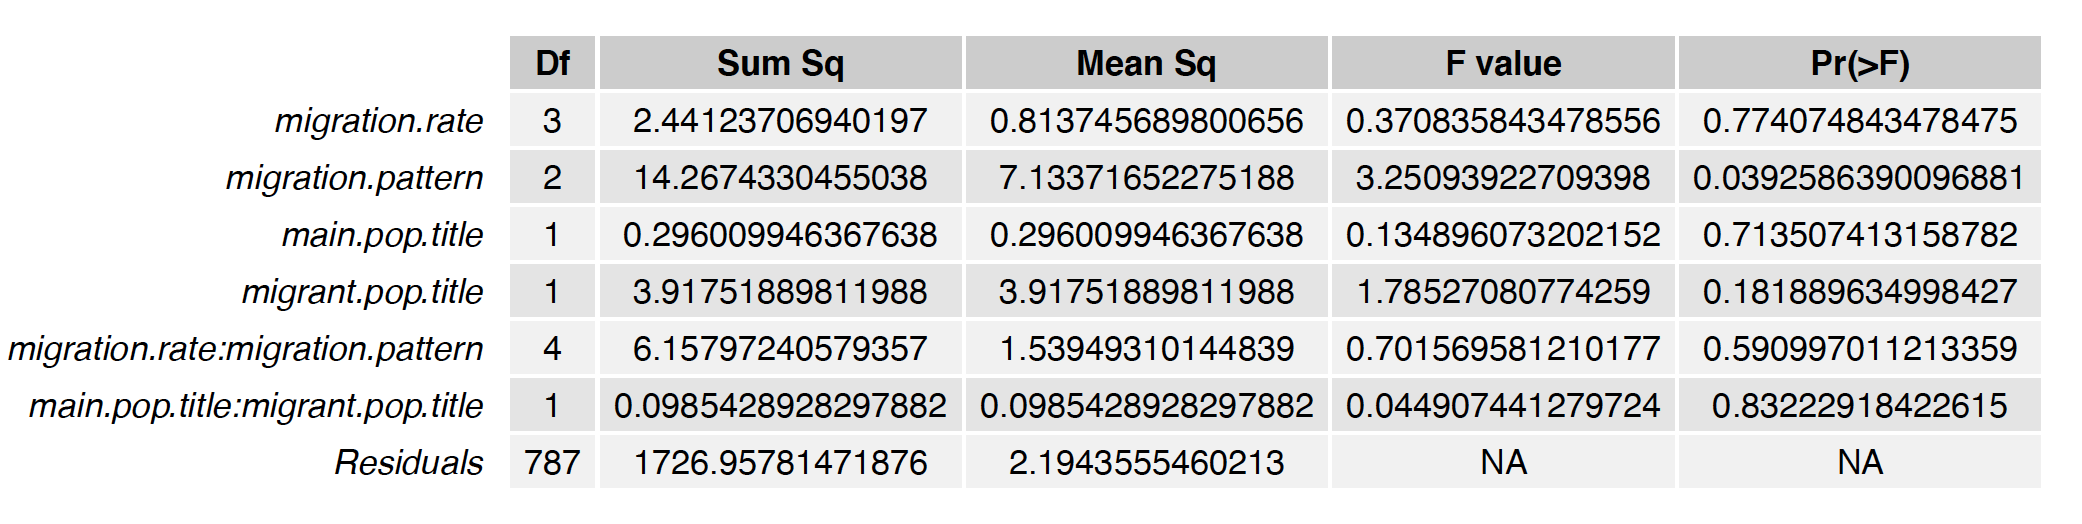 Df Sum Sq Mean Sq F value Pr(>F)
migration.rate 3 2.44123706940197 0.813745689800656 0.370835843478556 0.774074843478475
migration.pattern 2 14.2674330455038 7.13371652275188 3.25093922709398 0.0392586390096881
main.pop.title 1 0.296009946367638 0.296009946367638 0.134896073202152 0.713507413158782
migrant.pop.title 1 3.91751889811988 3.91751889811988 1.78527080774259 0.181889634998427
migration.rate:migration.pattern 4 6.15797240579357 1.53949310144839 0.701569581210177 0.590997011213359
main.pop.title:migrant.pop.title 1 0.0985428928297882 0.0985428928297882 0.044907441279724 0.83222918422615
Residuals 787 1726.95781471876 2.1943555460213 NA NA